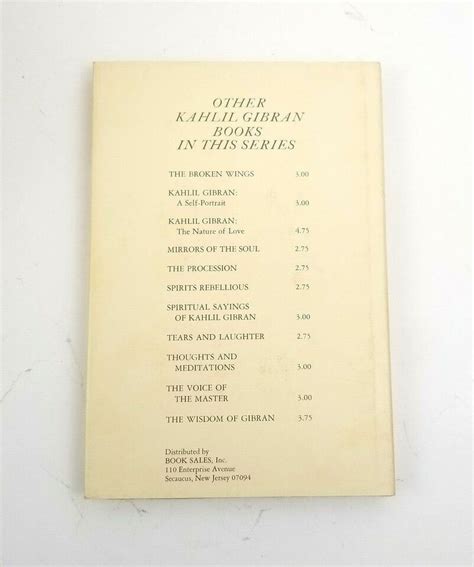 OTHER
KAHLIL GIBRAN
BOOKS
IN THIS SERIES
THE BROKEN WINGS 3.00
KAHLIL GIBRAN:
A Self-Portrait 3.00
KAHLIL GIBRAN:
The Nature of Love 4.75
MIRRORS OF THE SOUL 2.75
THE PROCESSION 2.75
SPIRITS REBELLIOUS 2.75
SPIRITUAL SAYINGS
OF KAHLIL GIBRAN 3.00
TEARS AND LAUGHTER 2.75
THOUGHTS AND
MEDITATIONS 3.00
THE VOICE OF
THE MASTER 3.00
THE WISDOM OF GIBRAN 3.75
Distributed by
BOOK SALES, Inc.
110 Enterprise Avenue
Secaucus, New Jersey 07094